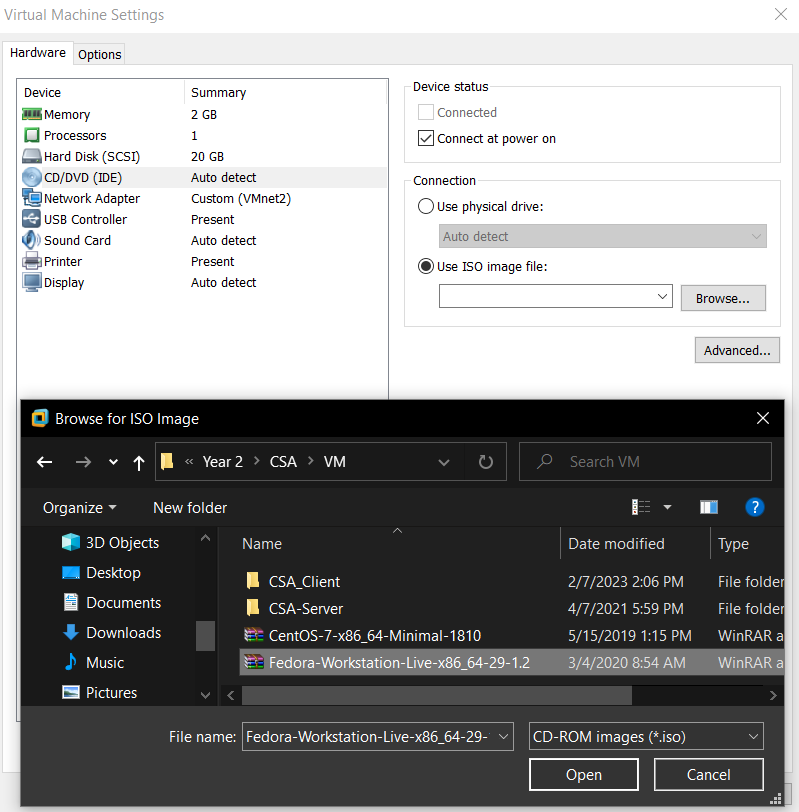 Virtual Machine Settings
Hardware Options
Device Summary
Memory 2 GB
Processors 1
Hard Disk (SCSI) 20 GB
CD/DVD (IDE) Auto detect
Network Adapter Custom (VMnet2)
USB Controller Present
Sound Card Auto detect
Printer Present
Display Auto detect
Device status
Connected
Connect at power on
Connection
Use physical drive:
Auto detect
Use ISO image file:
Browse...
Advanced...
Browse for ISO Image
« Year 2 > CSA > VM
Search VM
Organize New folder
?
3D Objects
Desktop
Documents
Downloads
Music
Pictures
Name Date modified Type
CSA_Client 2/7/2023 2:06 PM File folder
CSA-Server 4/7/2021 5:59 PM File folder
CentOS-7-x86_64-Minimal-1810 5/15/2019 1:15 PM WinRAR a
Fedora-Workstation-Live-x86_64-29-1.2 3/4/2020 8:54 AM WinRAR a
File name: Fedora-Workstation-Live-x86_64-29- CD-ROM images (*.iso)
Open Cancel